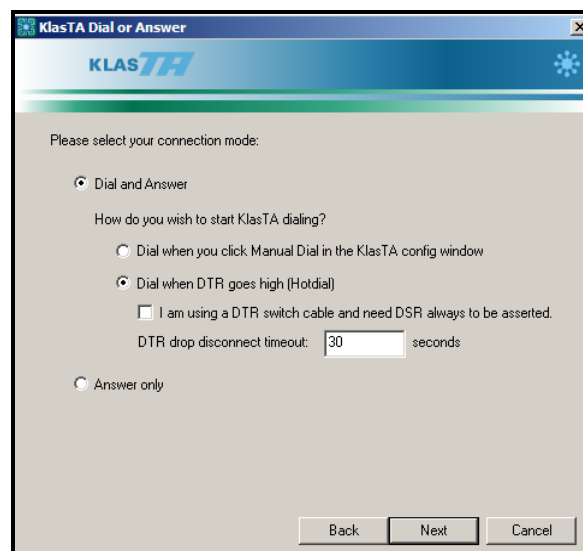 KlasTA Dial or Answer
KLAS TA
Please select your connection mode:
Dial and Answer
How do you wish to start KlasTA dialing?
Dial when you click Manual Dial in the KlasTA config window
Dial when DTR goes high (Hotdial)
I am using a DTR switch cable and need DSR always to be asserted.
DTR drop disconnect timeout: 30 seconds
Answer only
Back Next Cancel